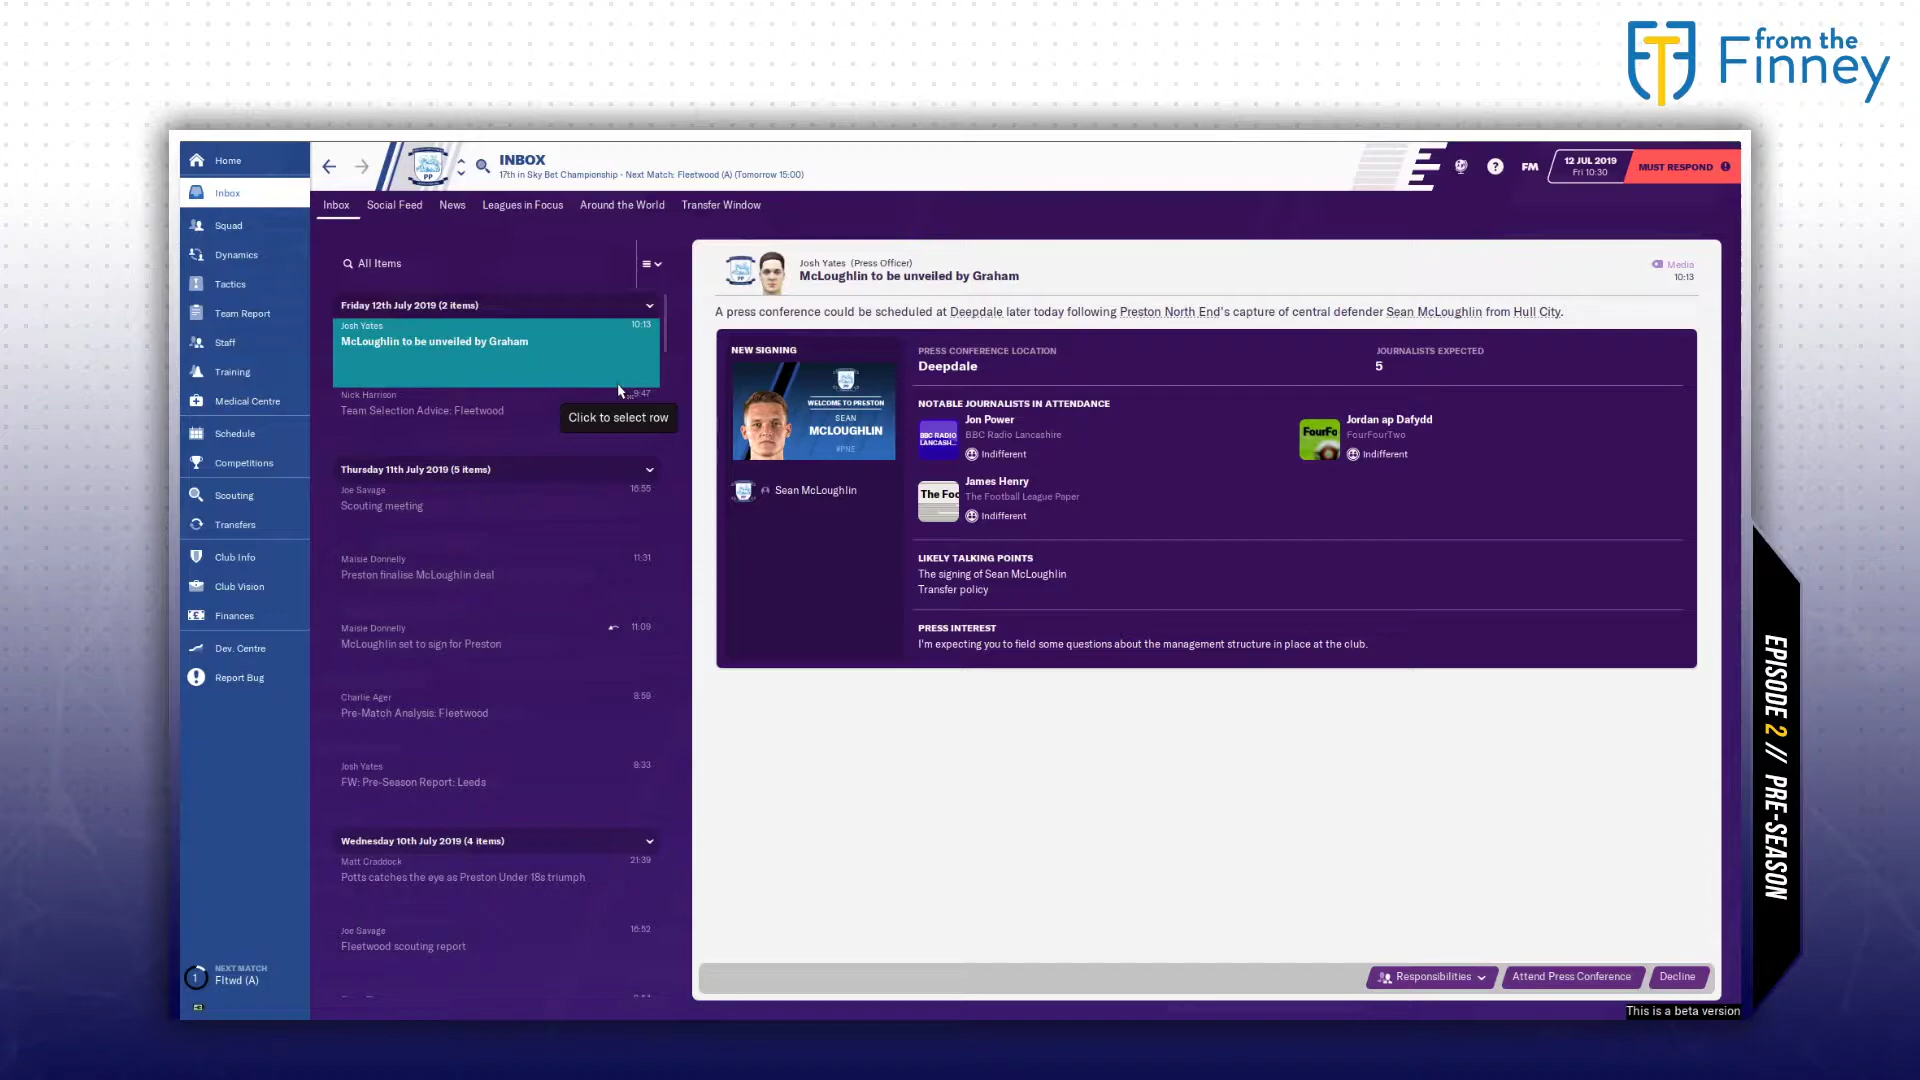 from the
Finney
Home
Inbox
Squad
Dynamics
Tactics
Team Report
Staff
Training
Medical Centre
Schedule
Competitions
Scouting
Transfers
Club Info
Club Vision
Finances
Dev. Centre
Report Bug
NEXT MATCH
1
Fltwd (A)
PP
INBOX
17th in Sky Bet Championship - Next Match: Fleetwood (A) (Tomorrow 15:00)
?
FM
12 JUL 2019
Fri 10:30
MUST RESPOND
Inbox Social Feed News Leagues in Focus Around the World Transfer Window
All Items
Friday 12th July 2019 (2 items)
Josh Yates 10:13
McLoughlin to be unveiled by Graham
Nick Harrison 9:47
Team Selection Advice: Fleetwood
Click to select row
Thursday 11th July 2019 (5 items)
Joe Savage 16:55
Scouting meeting
Maisie Donnelly 11:31
Preston finalise McLoughlin deal
Maisie Donnelly 11:09
McLoughlin set to sign for Preston
Charlie Ager 8:59
Pre-Match Analysis: Fleetwood
Josh Yates 8:33
FW: Pre-Season Report: Leeds
Wednesday 10th July 2019 (4 items)
Matt Craddock 21:39
Potts catches the eye as Preston Under 18s triumph
Joe Savage 16:52
Fleetwood scouting report
Josh Yates (Press Officer)
McLoughlin to be unveiled by Graham
Media
10:13
A press conference could be scheduled at Deepdale later today following Preston North End's capture of central defender Sean McLoughlin from Hull City.
NEW SIGNING
WELCOME TO PRESTON
SEAN
MCLOUGHLIN
#PNE
Sean McLoughlin
PRESS CONFERENCE LOCATION
Deepdale
JOURNALISTS EXPECTED
5
NOTABLE JOURNALISTS IN ATTENDANCE
BBC RADIO
LANCASH...
Jon Power
BBC Radio Lancashire
Indifferent
FourFo
Jordan ap Dafydd
FourFourTwo
Indifferent
The Foo
James Henry
The Football League Paper
Indifferent
LIKELY TALKING POINTS
The signing of Sean McLoughlin
Transfer policy
PRESS INTEREST
I'm expecting you to field some questions about the management structure in place at the club.
Responsibilities
Attend Press Conference
Decline
This is a beta version
EPISODE 2 // PRE-SEASON